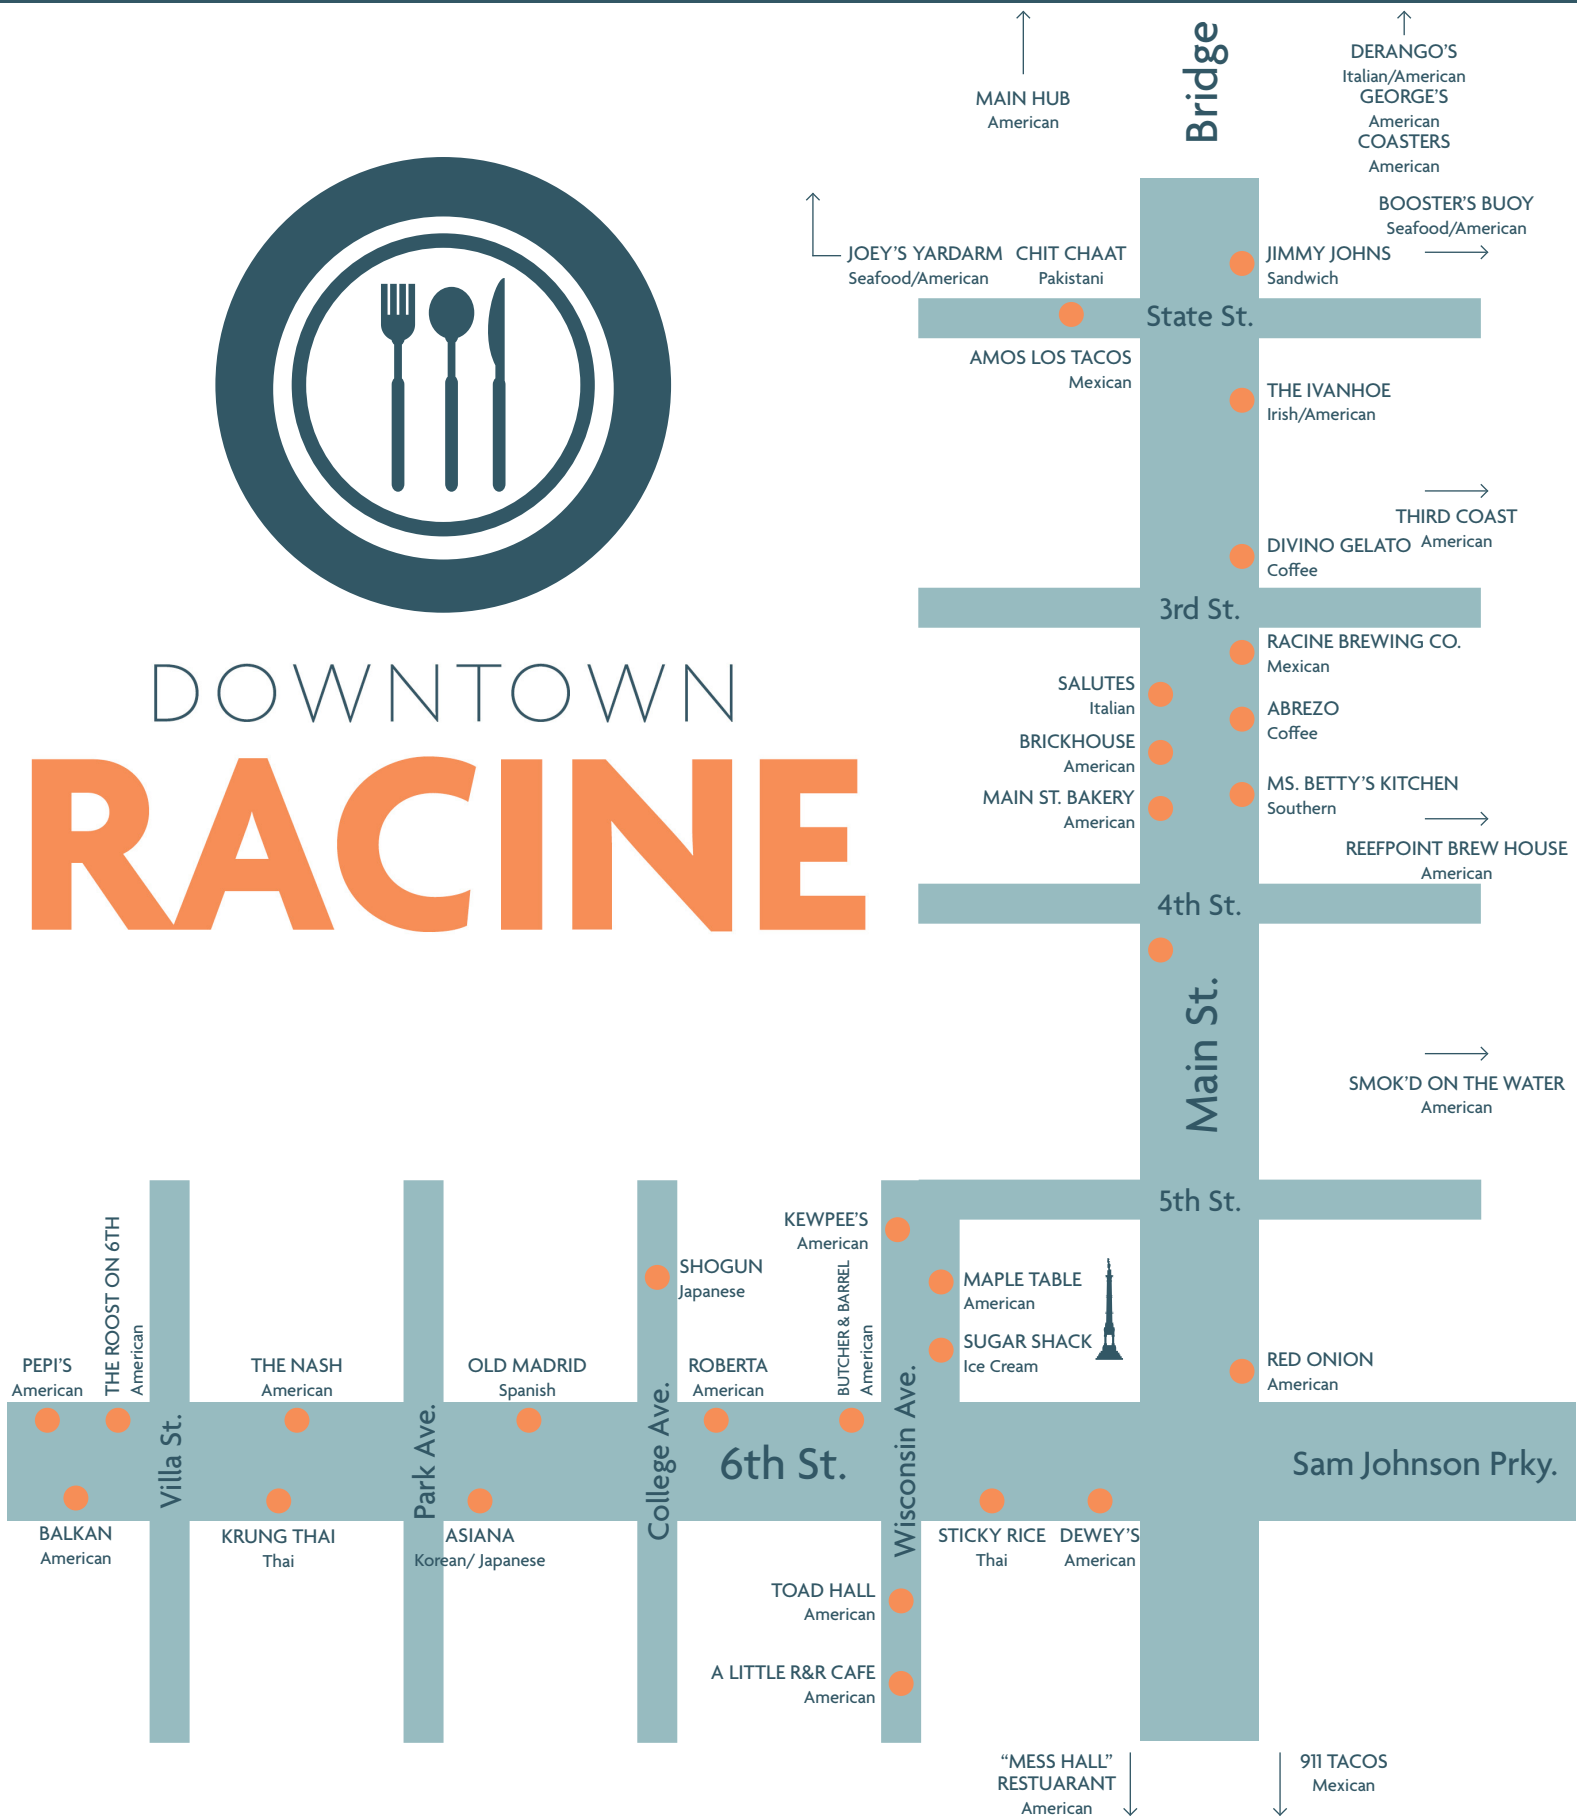 Bridge
MAIN HUB
American
DERANGO'S
Italian/American
GEORGE'S
American
COASTERS
American
BOOSTER'S BUOY
Seafood/American
JOEY'S YARDARM
Seafood/American
CHIT CHAAT
Pakistani
JIMMY JOHNS
Sandwich
State St.
AMOS LOS TACOS
Mexican
THE IVANHOE
Irish/American
THIRD COAST
American
DIVINO GELATO
Coffee
3rd St.
RACINE BREWING CO.
Mexican
SALUTES
Italian
ABREZO
Coffee
BRICKHOUSE
American
MS. BETTY'S KITCHEN
Southern
MAIN ST. BAKERY
American
REEFPOINT BREW HOUSE
American
4th St.
DOWNTOWN
RACINE
Main St.
SMOK'D ON THE WATER
American
5th St.
KEWPEE'S
American
SHOGUN
Japanese
MAPLE TABLE
American
SUGAR SHACK
Ice Cream
RED ONION
American
PEPI'S
American
THE ROOST ON 6TH
American
THE NASH
American
OLD MADRID
Spanish
ROBERTA
American
BUTCHER & BARREL
American
Villa St.
Park Ave.
College Ave.
6th St.
Wisconsin Ave.
Sam Johnson Prky.
BALKAN
American
KRUNG THAI
Thai
ASIANA
Korean/ Japanese
STICKY RICE
Thai
DEWEY'S
American
TOAD HALL
American
A LITTLE R&R CAFE
American
“MESS HALL”
RESTUARANT
American
911 TACOS
Mexican